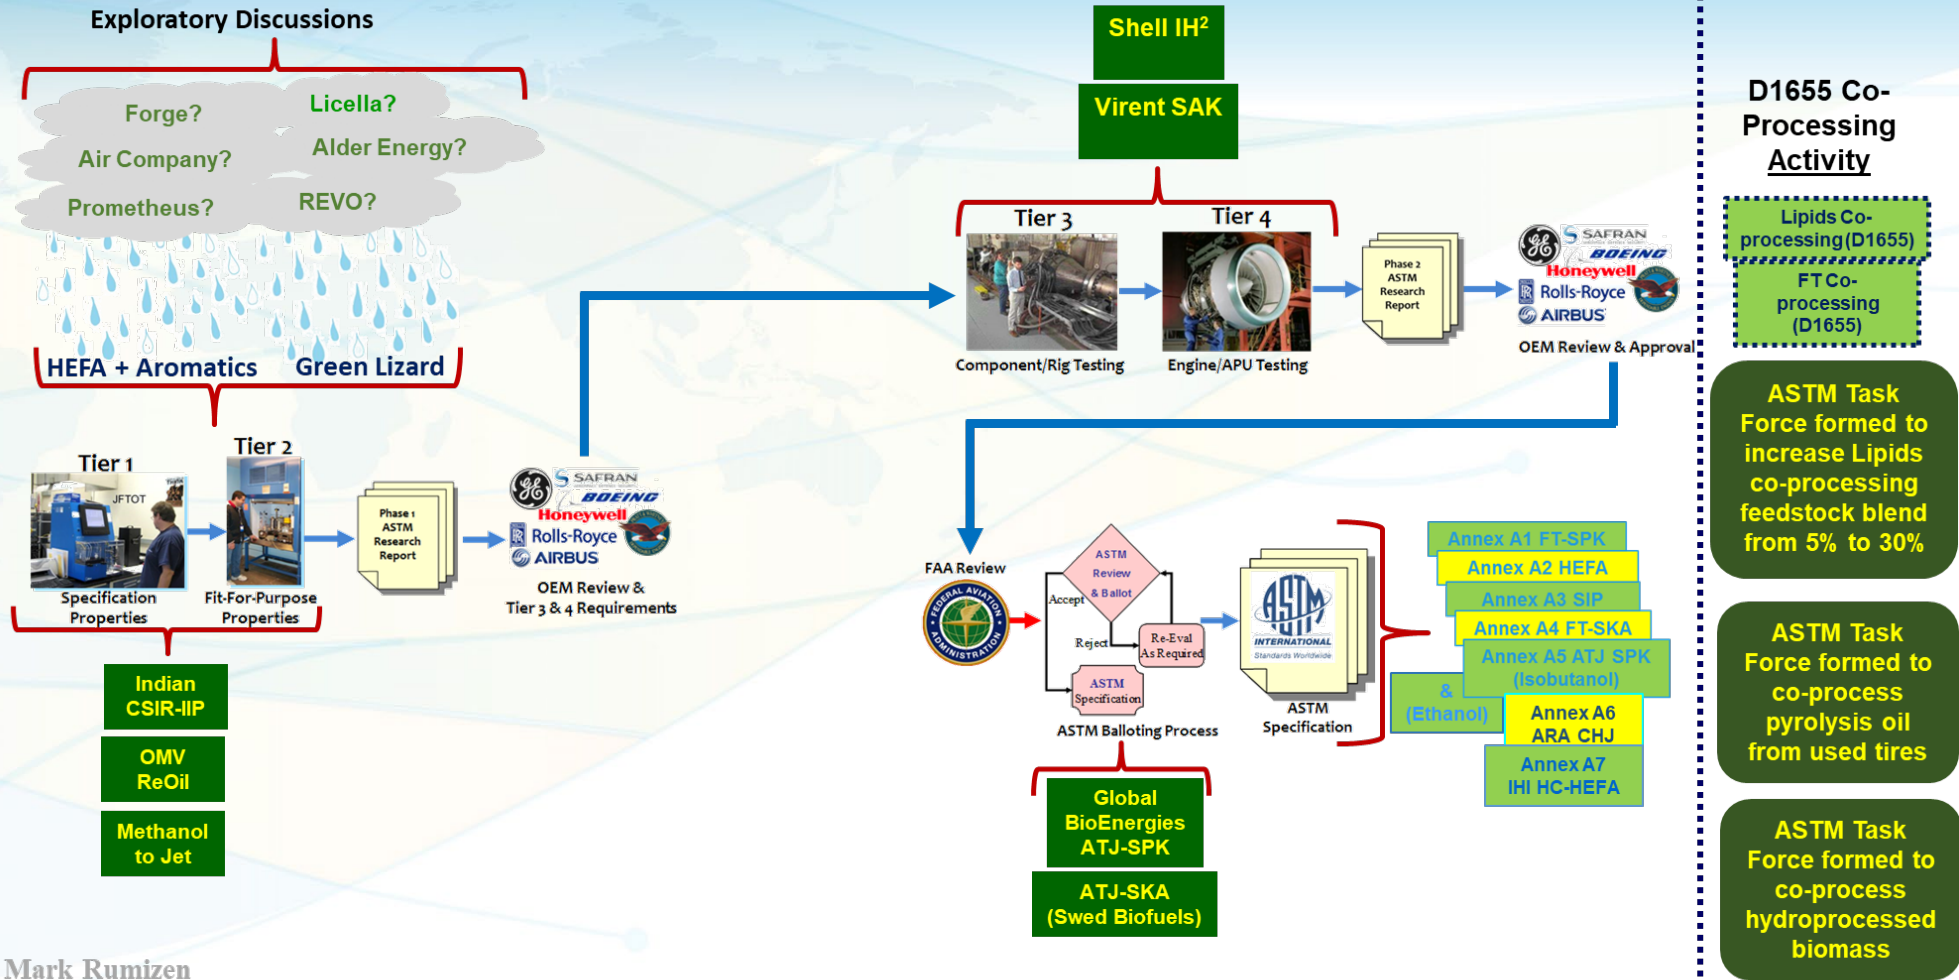 Exploratory Discussions
Forge?
Licella?
Air Company?
Alder Energy?
Prometheus?
REVO?
HEFA + Aromatics
Green Lizard
Tier 1
Tier 2
JFTOT
Specification
Properties
Fit-For-Purpose
Properties
Phase 1
ASTM
Research
Report
GE
SAFRAN
BOEING
Honeywell
Rolls-Royce
AIRBUS
OEM Review &
Tier 3 & 4 Requirements
Indian
CSIR-IIP
OMV
ReOil
Methanol
to Jet
Shell IH²
Virent SAK
Tier 3
Tier 4
Component/Rig Testing
Engine/APU Testing
Phase 2
ASTM
Research
Report
GE
SAFRAN
BOEING
Honeywell
Rolls-Royce
AIRBUS
OEM Review & Approval
FAA Review
FEDERAL AVIATION
ADMINISTRATION
ASTM
Review
& Ballot
Accept
Reject
Re-Eval
As Required
ASTM
Specification
ASTM Balloting Process
ASTM
INTERNATIONAL
Standards Worldwide
ASTM
Specification
Global
BioEnergies
ATJ-SPK
ATJ-SKA
(Swed Biofuels)
Annex A1 FT-SPK
Annex A2 HEFA
Annex A3 SIP
Annex A4 FT-SKA
Annex A5 ATJ SPK
(Isobutanol)
&
(Ethanol)
Annex A6
ARA CHJ
Annex A7
IHI HC-HEFA
D1655 Co-
Processing
Activity
Lipids Co-
processing (D1655)
FT Co-
processing
(D1655)
ASTM Task
Force formed to
increase Lipids
co-processing
feedstock blend
from 5% to 30%
ASTM Task
Force formed to
co-process
pyrolysis oil
from used tires
ASTM Task
Force formed to
co-process
hydroprocessed
biomass
Mark Rumizen